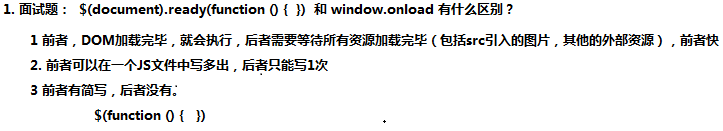 1. 面试题： $(document).ready(function () { }) 和 window.onload 有什么区别？
1 前者，DOM加载完毕，就会执行，后者需要等待所有资源加载完毕（包括src引入的图片，其他的外部资源），前者快
2. 前者可以在一个JS文件中写多出，后者只能写1次
3 前者有简写，后者没有。
$(function () { })